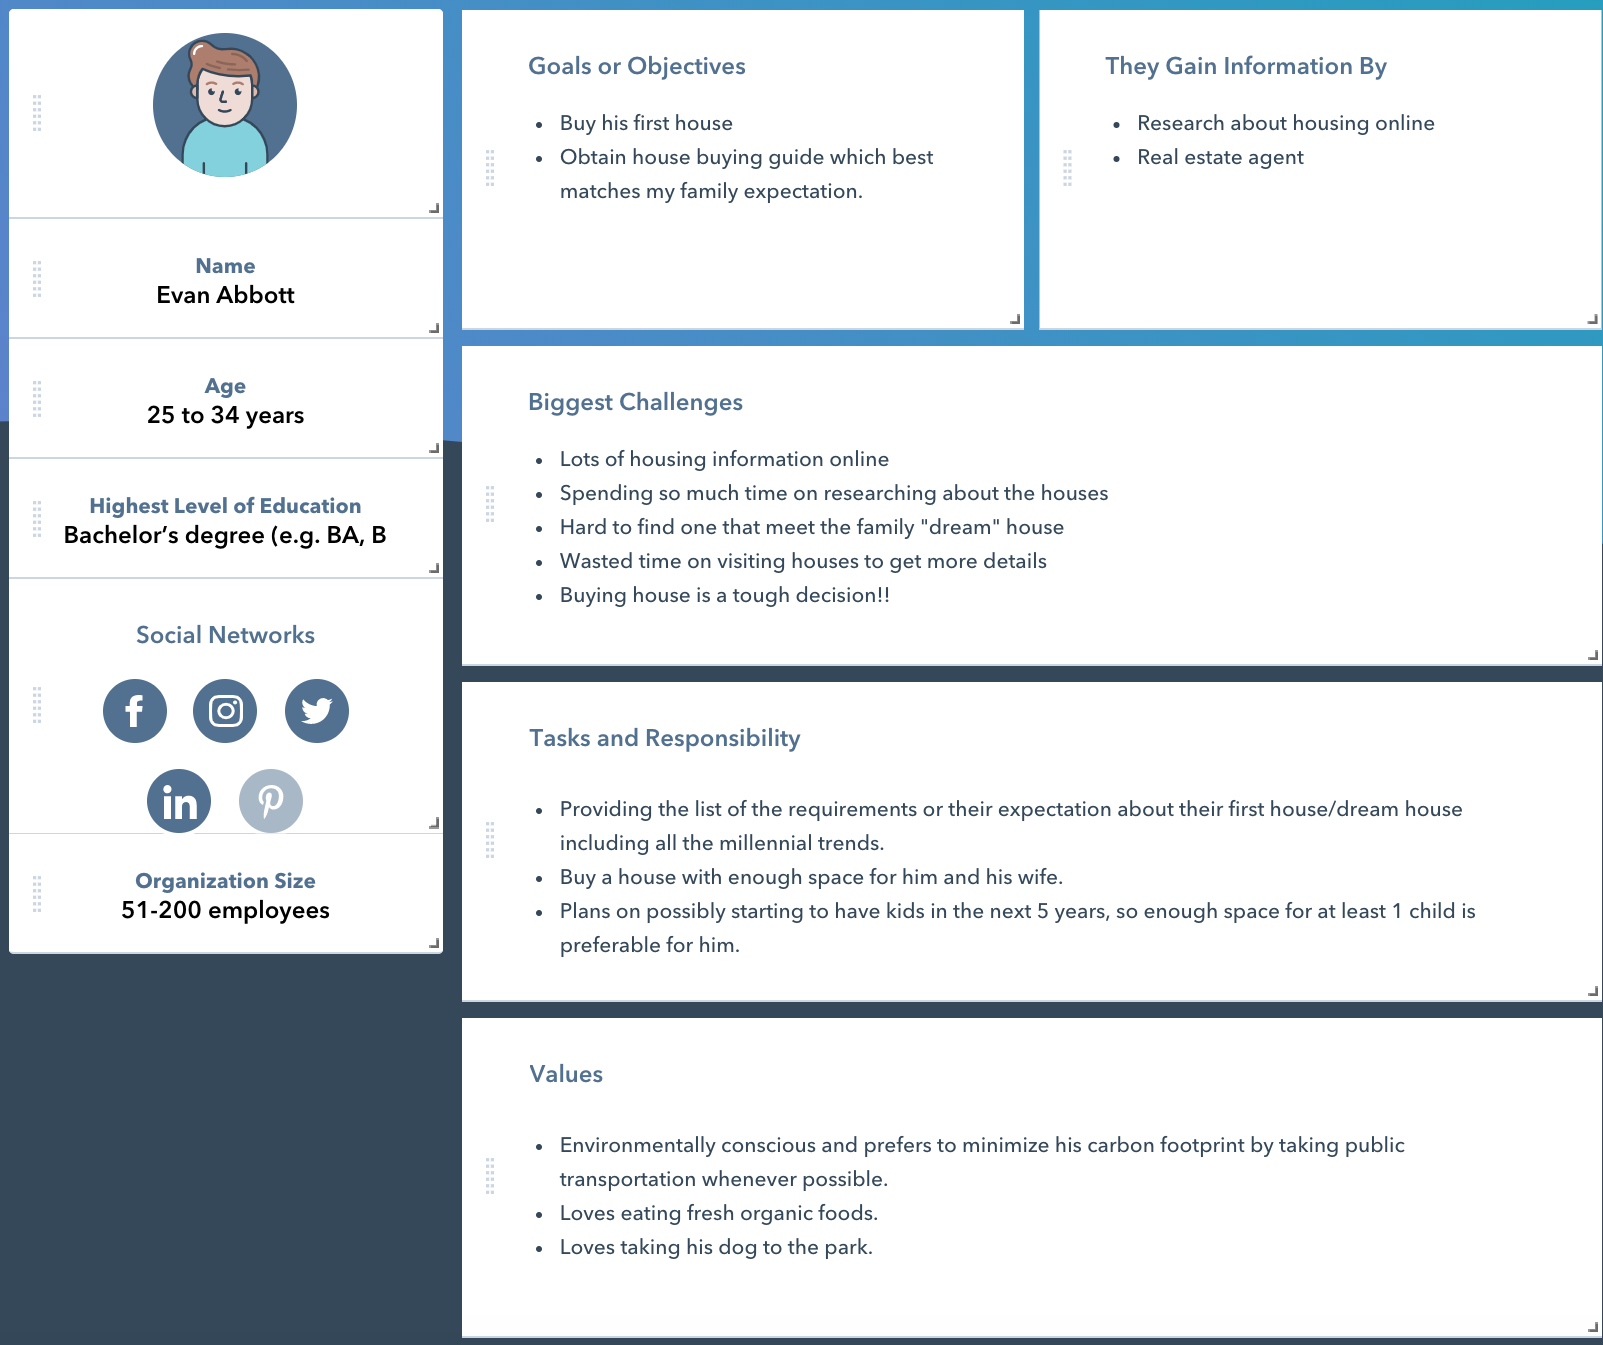 Name
Evan Abbott
Age
25 to 34 years
Highest Level of Education
Bachelor’s degree (e.g. BA, B
Social Networks
Organization Size
51-200 employees
Goals or Objectives
• Buy his first house
• Obtain house buying guide which best
matches my family expectation.
They Gain Information By
• Research about housing online
• Real estate agent
Biggest Challenges
• Lots of housing information online
• Spending so much time on researching about the houses
• Hard to find one that meet the family "dream" house
• Wasted time on visiting houses to get more details
• Buying house is a tough decision!!
Tasks and Responsibility
• Providing the list of the requirements or their expectation about their first house/dream house
including all the millennial trends.
• Buy a house with enough space for him and his wife.
• Plans on possibly starting to have kids in the next 5 years, so enough space for at least 1 child is
preferable for him.
Values
• Environmentally conscious and prefers to minimize his carbon footprint by taking public
transportation whenever possible.
• Loves eating fresh organic foods.
• Loves taking his dog to the park.